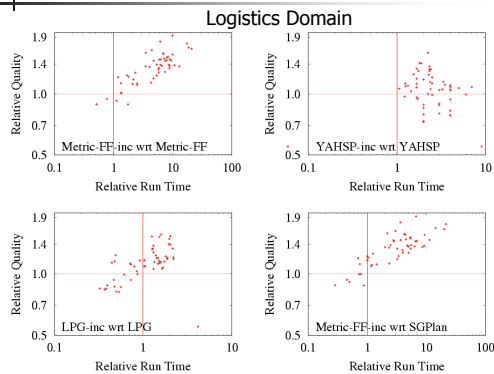 Logistics Domain
1.9
1.4
1.0
0.7
0.5
Relative Quality
Metric-FF-inc wrt Metric-FF
0.1
1
10
100
Relative Run Time
1.9
1.4
1.0
0.7
0.5
Relative Quality
YAHSP-inc wrt YAHSP
0.1
1
10
Relative Run Time
1.9
1.4
1.0
0.7
0.5
Relative Quality
LPG-inc wrt LPG
0.1
1
10
Relative Run Time
1.9
1.4
1.0
0.7
0.5
Relative Quality
Metric-FF-inc wrt SGPlan
0.1
1
10
100
Relative Run Time